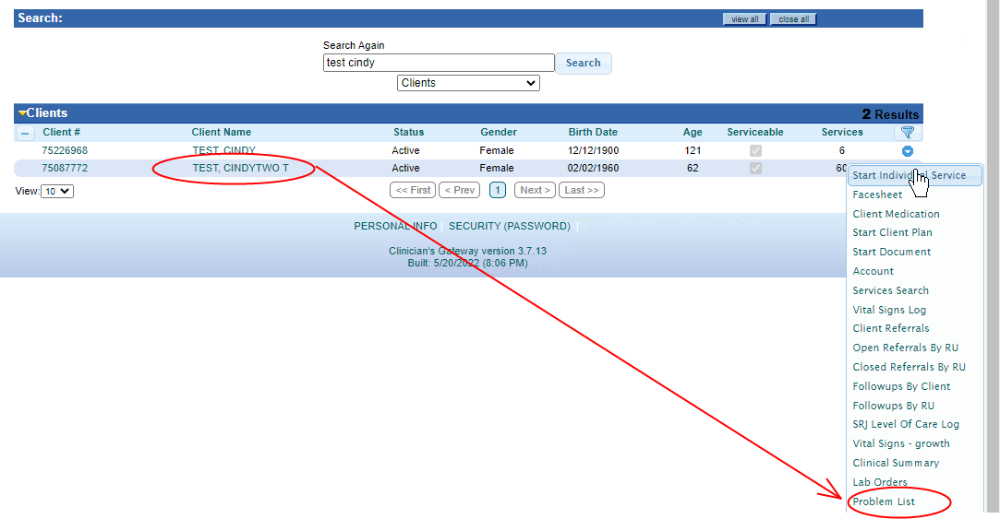 Search: view all close all
Search Again
test cindy Search
Clients
Clients 2 Results
Client # Client Name Status Gender Birth Date Age Serviceable Services
75226968 TEST, CINDY Active Female 12/12/1900 121 6
75087772 TEST, CINDYTWO T Active Female 02/02/1960 62 60
View: 10 << First < Prev 1 Next > Last >>
PERSONAL INFO | SECURITY (PASSWORD) |
Clinician's Gateway version 3.7.13
Built: 5/20/2022 (8:06 PM)
Start Individual Service
Facesheet
Client Medication
Start Client Plan
Start Document
Account
Services Search
Vital Signs Log
Client Referrals
Open Referrals By RU
Closed Referrals By RU
Followups By Client
Followups By RU
SRJ Level Of Care Log
Vital Signs - growth
Clinical Summary
Lab Orders
Problem List